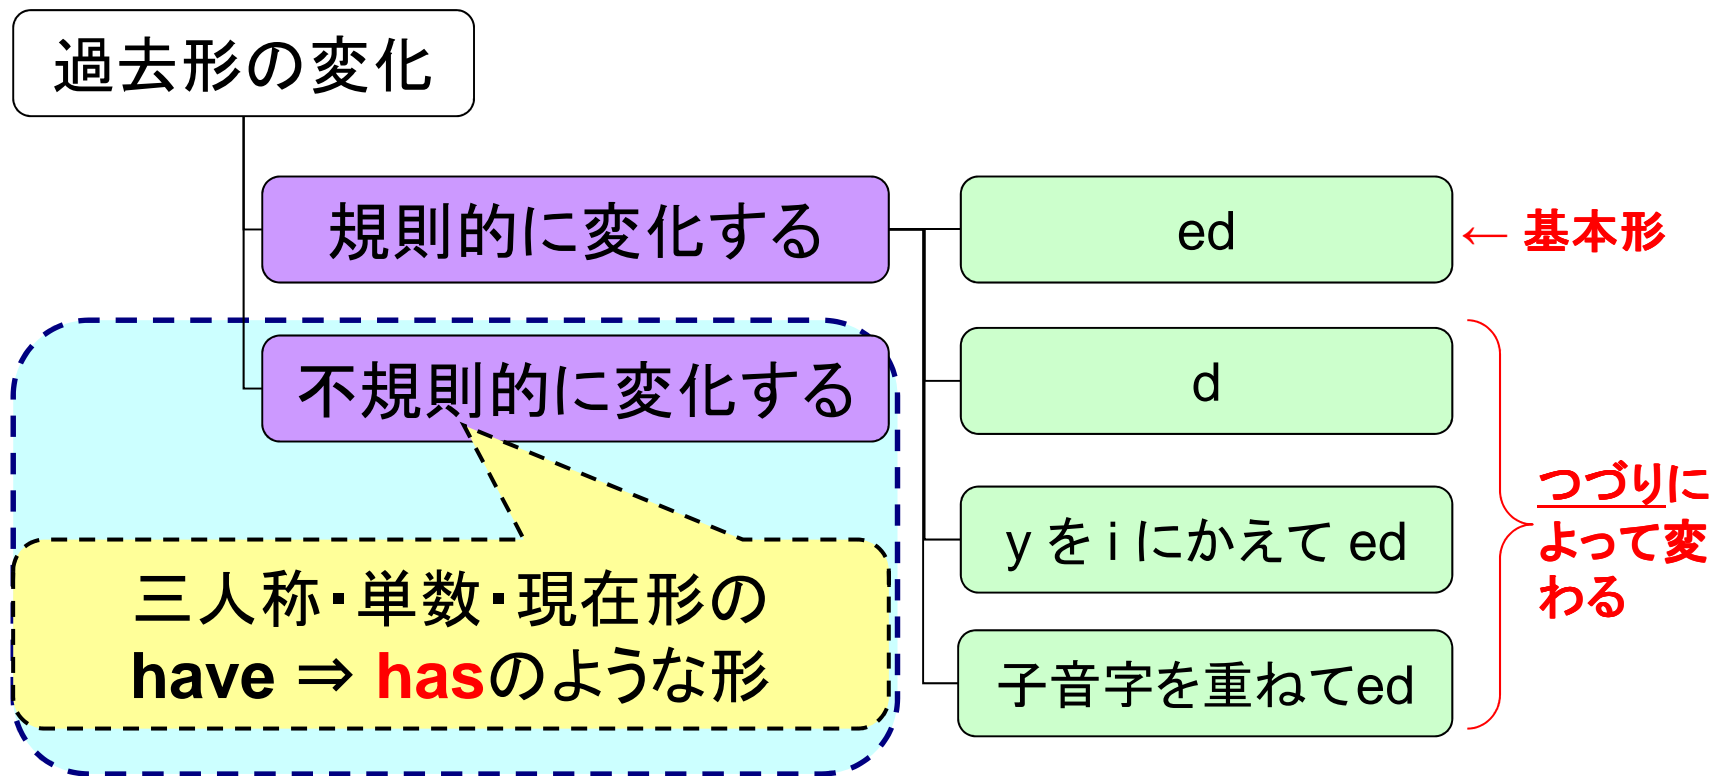 過去形の変化
規則的に変化する
ed
← 基本形
不規則的に変化する
d
y を i にかえて ed
子音字を重ねてed
つづりに
よって変
わる
三人称・単数・現在形の
have ⇒ hasのような形